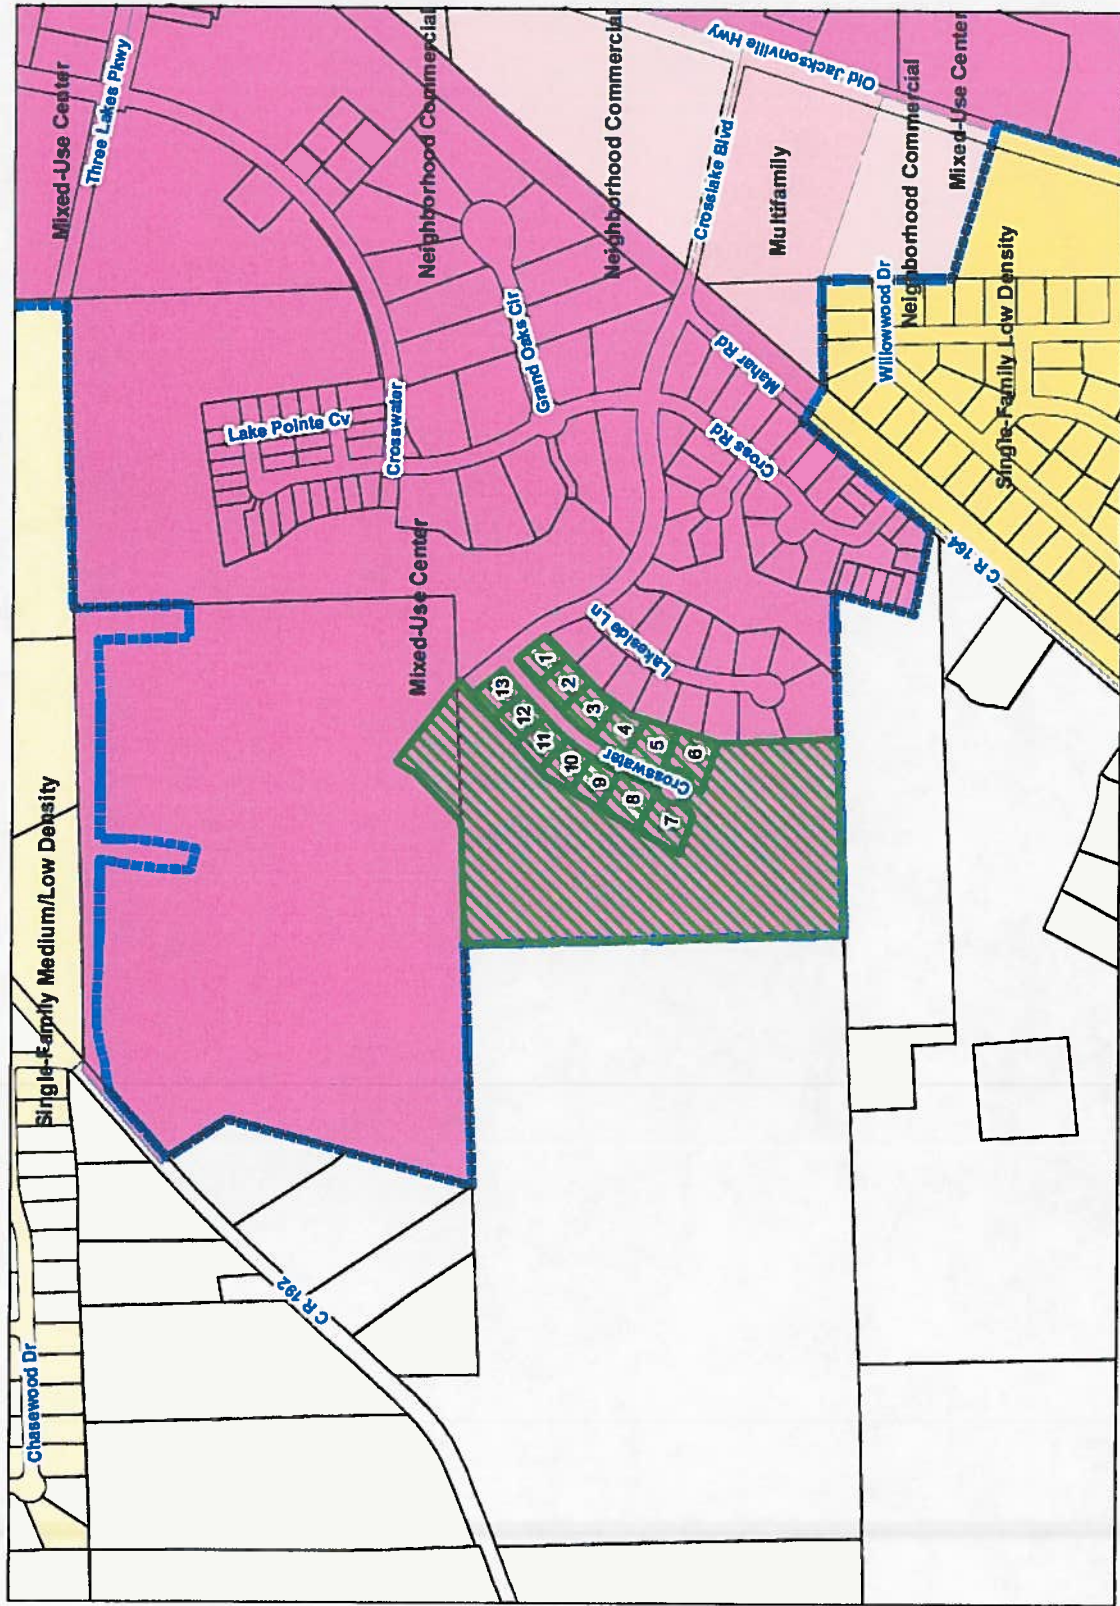 Mixed-Use Center
Three Lakes Pkwy
Neighborhood Commercial
Neighborhood Commercial
Old Jacksonville Hwy
Mixed-Use Center
Neighborhood Commercial
Crosslake Blvd
Multifamily
Willowwood Dr
Single-Family Low Density
Grand Oaks Cir
Mahar Rd
Lake Pointe Cv
Crosswater
Cross Rd
Mixed-Use Center
C R 164
Lakeside Ln
1
2
3
4
5
6
Crosswater
13
12
11
10
9
8
7
Single-Family Medium/Low Density
C R 192
Chasewood Dr